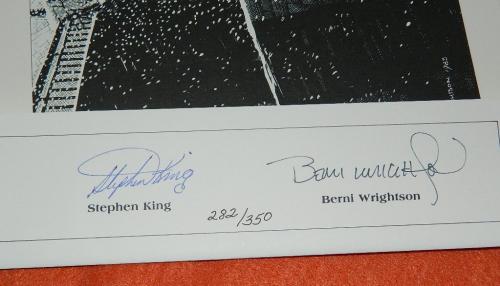 Stephen King
Berni Wrightson
Stephen King
Berni Wrightson
282/350